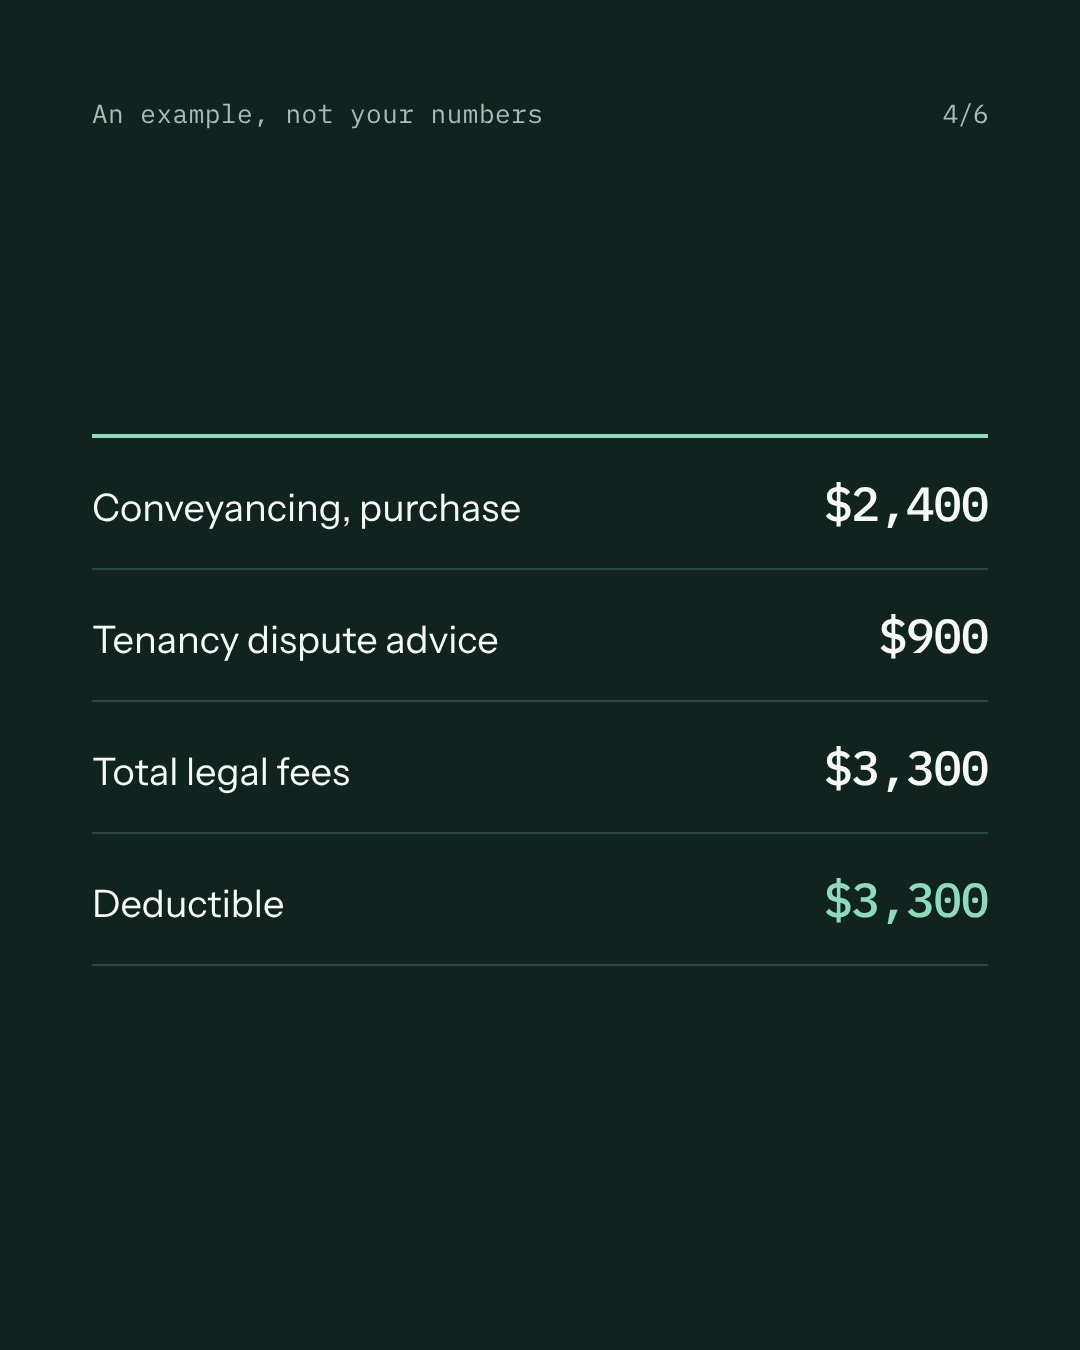 An example, not your numbers 4/6
Conveyancing, purchase $2,400
Tenancy dispute advice $900
Total legal fees $3,300
Deductible $3,300